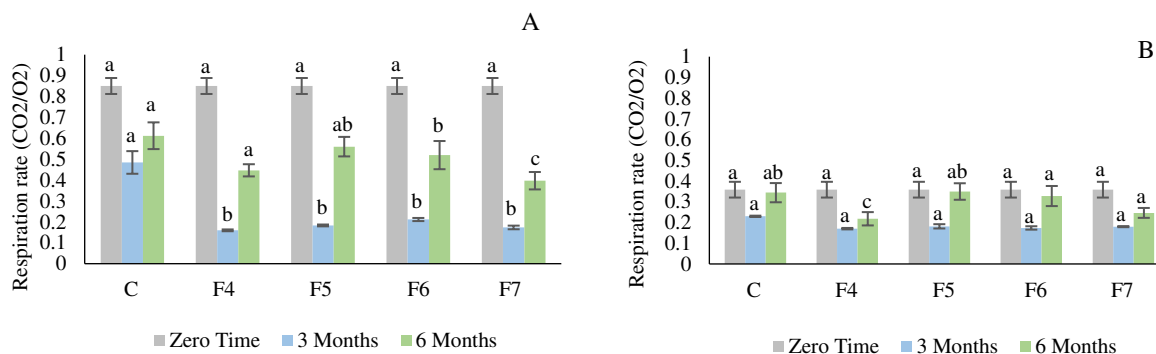 A
Respiration rate (CO2/O2)
1
0.9
0.8
0.7
0.6
0.5
0.4
0.3
0.2
0.1
0
a a a a a
a a b b b b
a a ab b c
C F4 F5 F6 F7
Zero Time 3 Months 6 Months
B
Respiration rate (CO2/O2)
1
0.9
0.8
0.7
0.6
0.5
0.4
0.3
0.2
0.1
0
a a a a a
a a a a a
ab c ab a a
C F4 F5 F6 F7
Zero Time 3 Months 6 Months